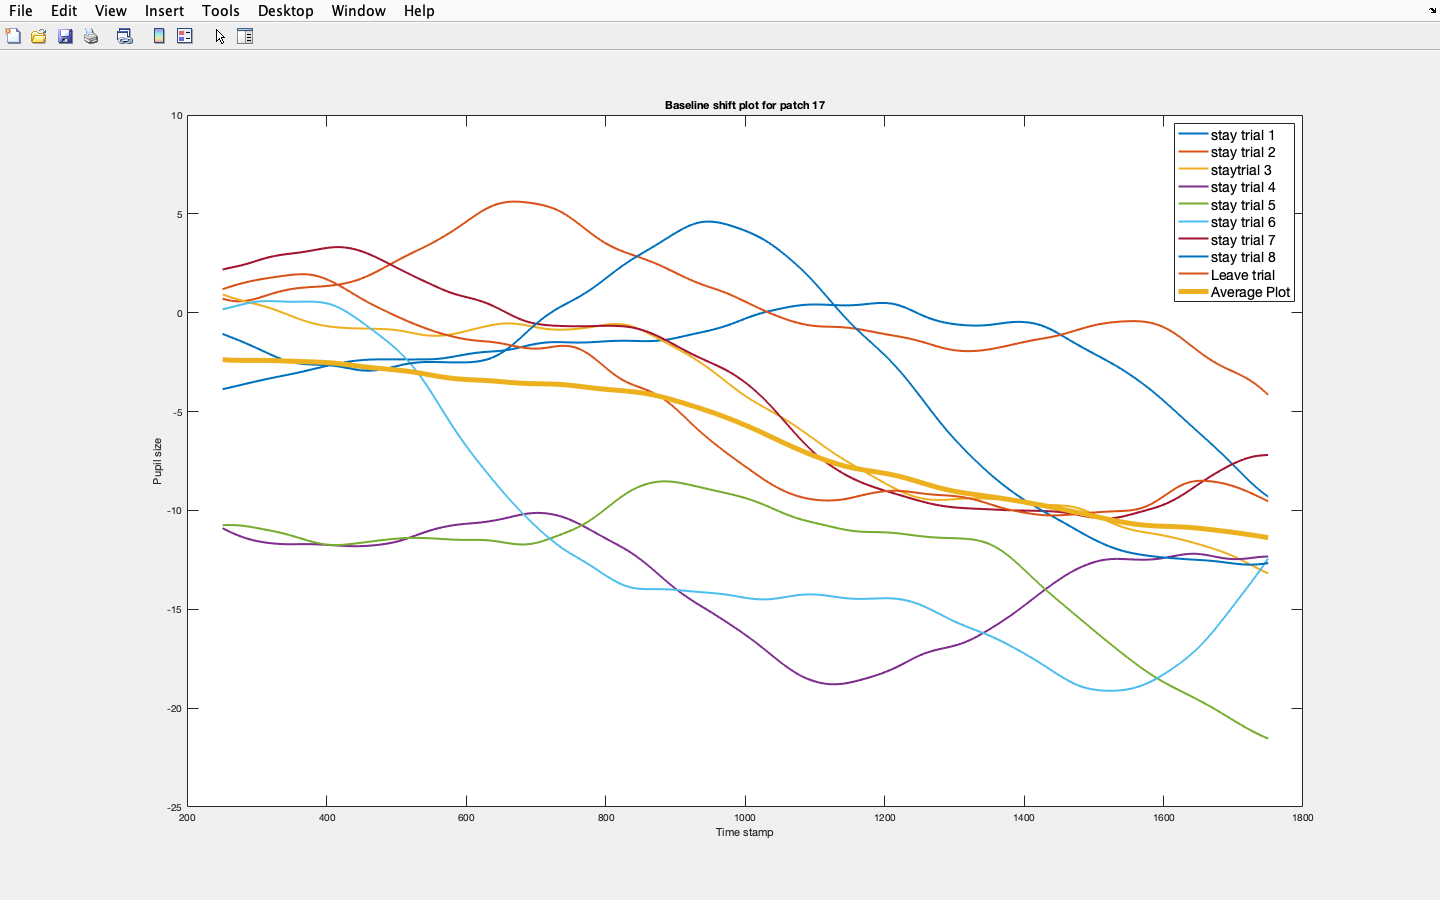 File Edit View Insert Tools Desktop Window Help
Baseline shift plot for patch 17
10
5
0
-5
-10
-15
-20
-25
Pupil size
200 400 600 800 1000 1200 1400 1600 1800
Time stamp
stay trial 1
stay trial 2
staytrial 3
stay trial 4
stay trial 5
stay trial 6
stay trial 7
stay trial 8
Leave trial
Average Plot